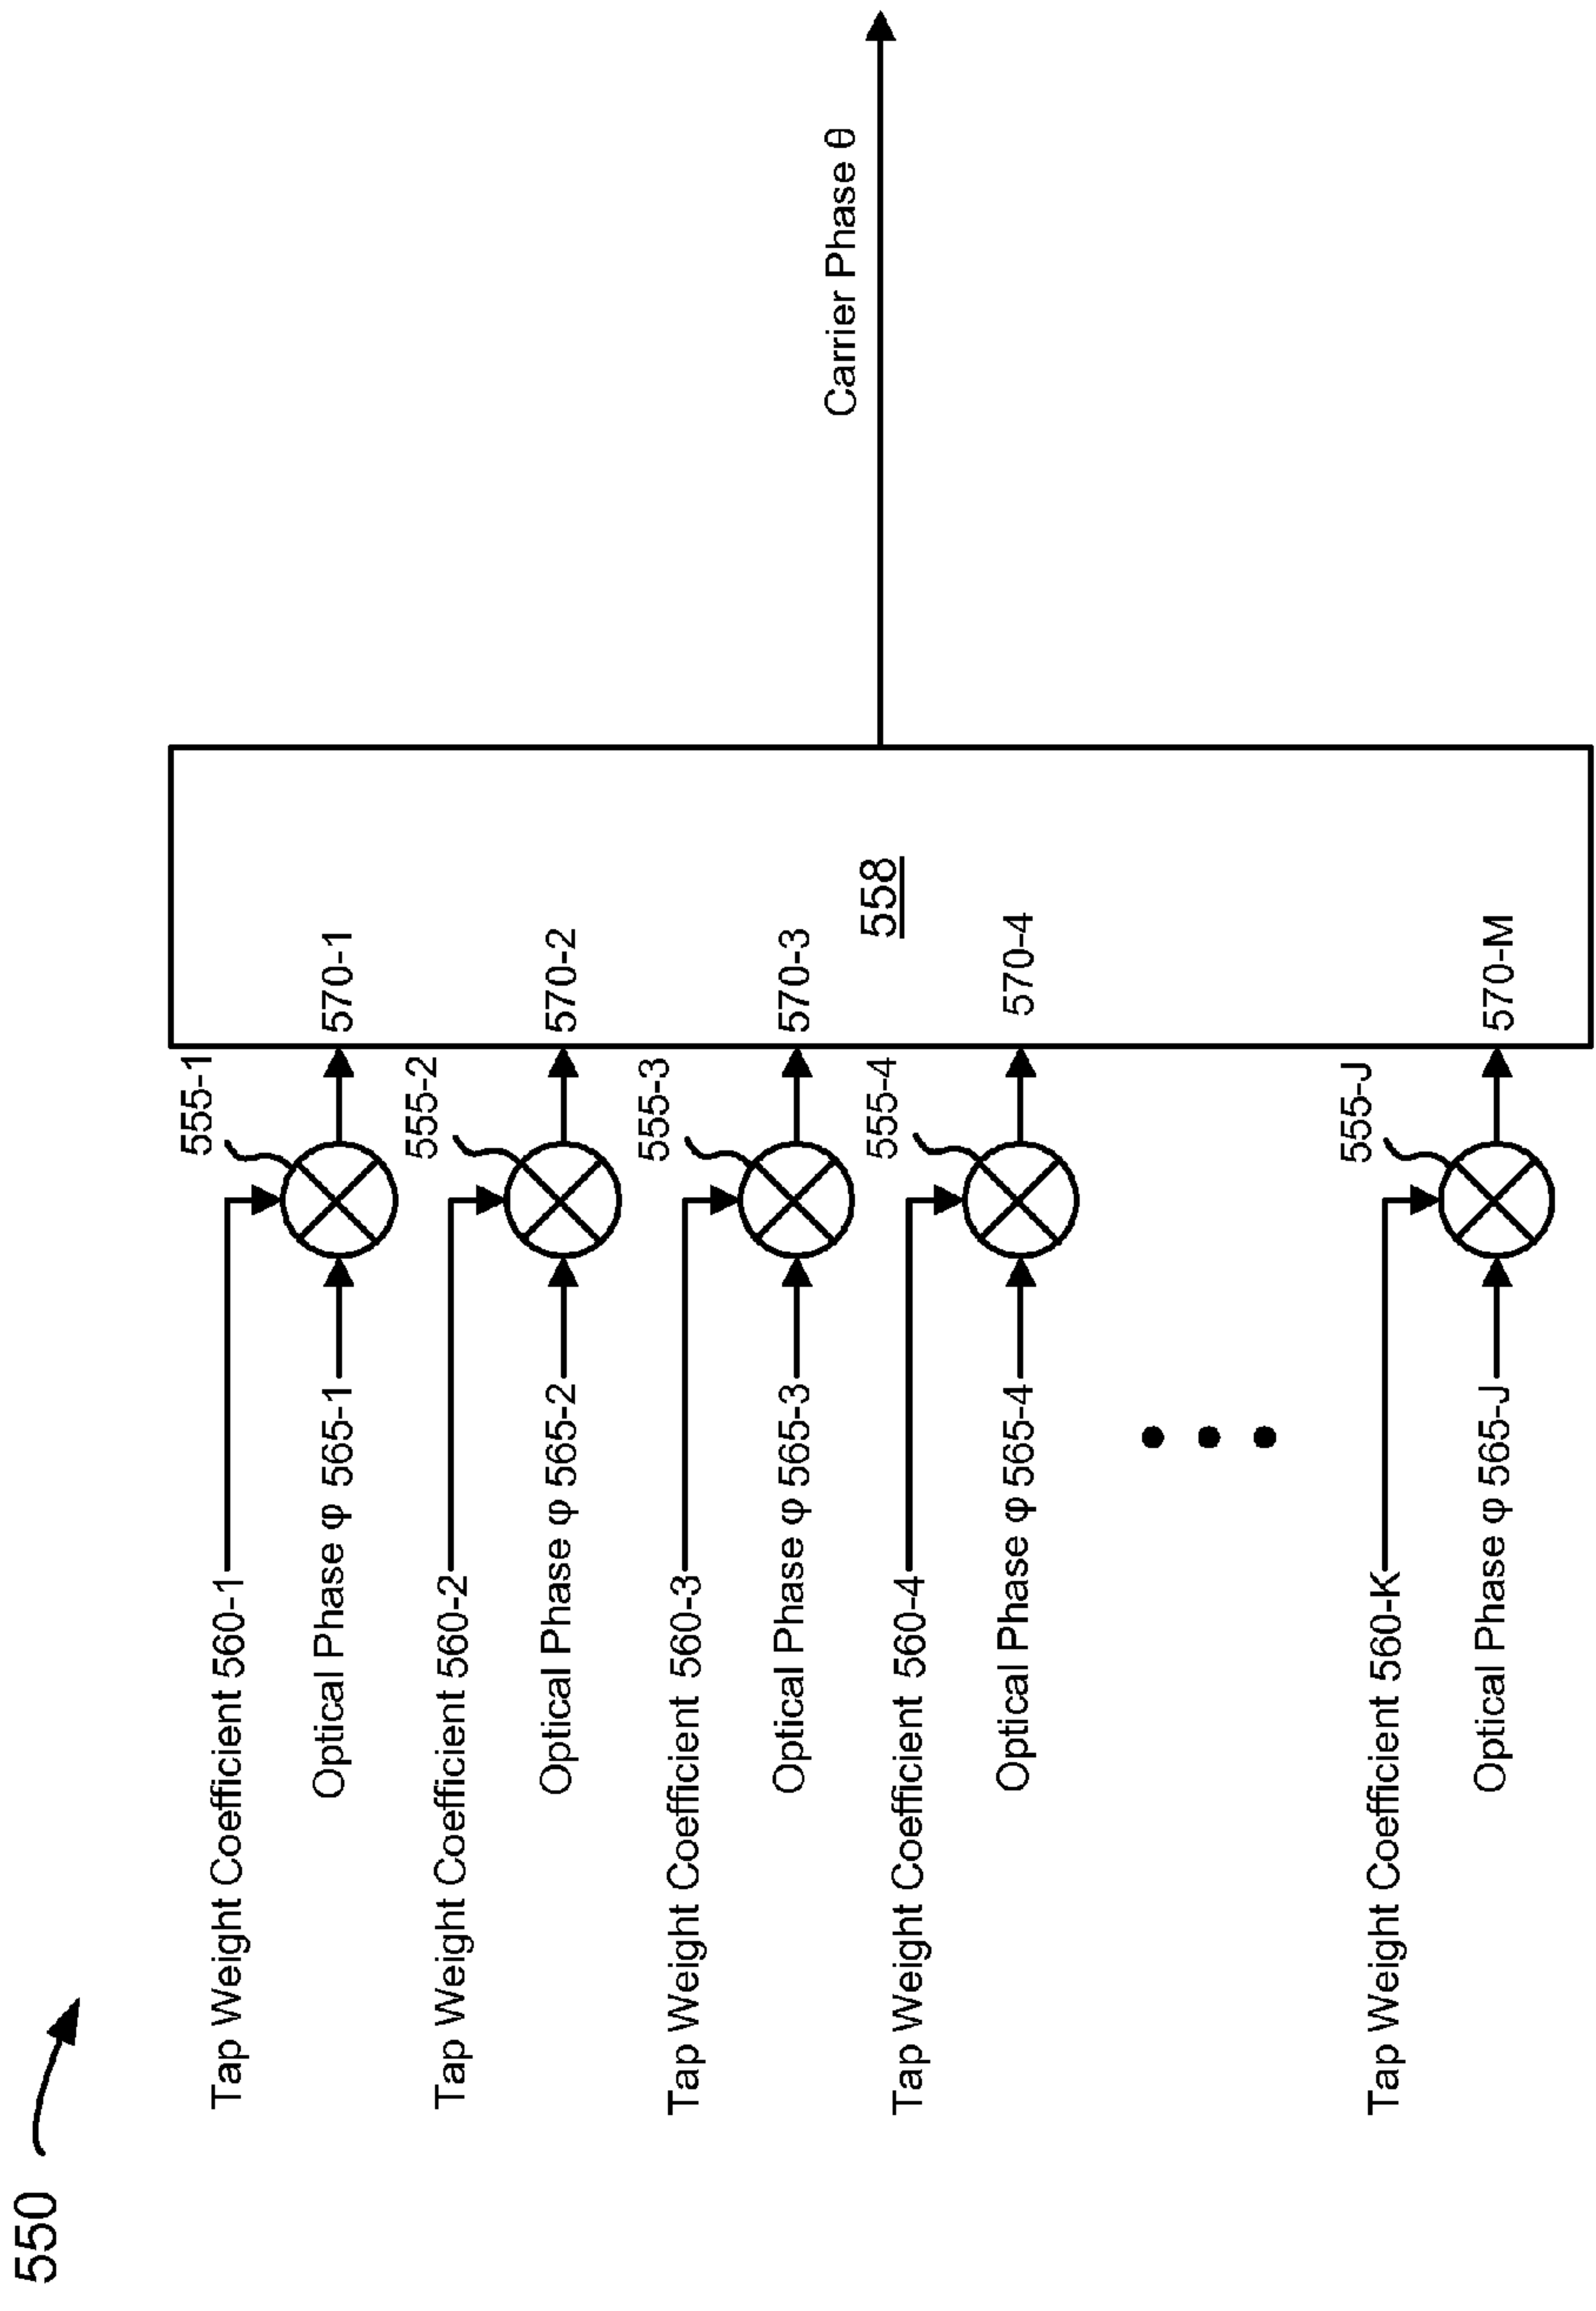 550
Tap Weight Coefficient 560-1
555-1
Optical Phase φ 565-1
570-1
Tap Weight Coefficient 560-2
555-2
Optical Phase φ 565-2
570-2
Tap Weight Coefficient 560-3
555-3
Optical Phase φ 565-3
570-3
Carrier Phase θ
558
Tap Weight Coefficient 560-4
555-4
Optical Phase φ 565-4
570-4
Tap Weight Coefficient 560-K
555-J
Optical Phase φ 565-J
570-M